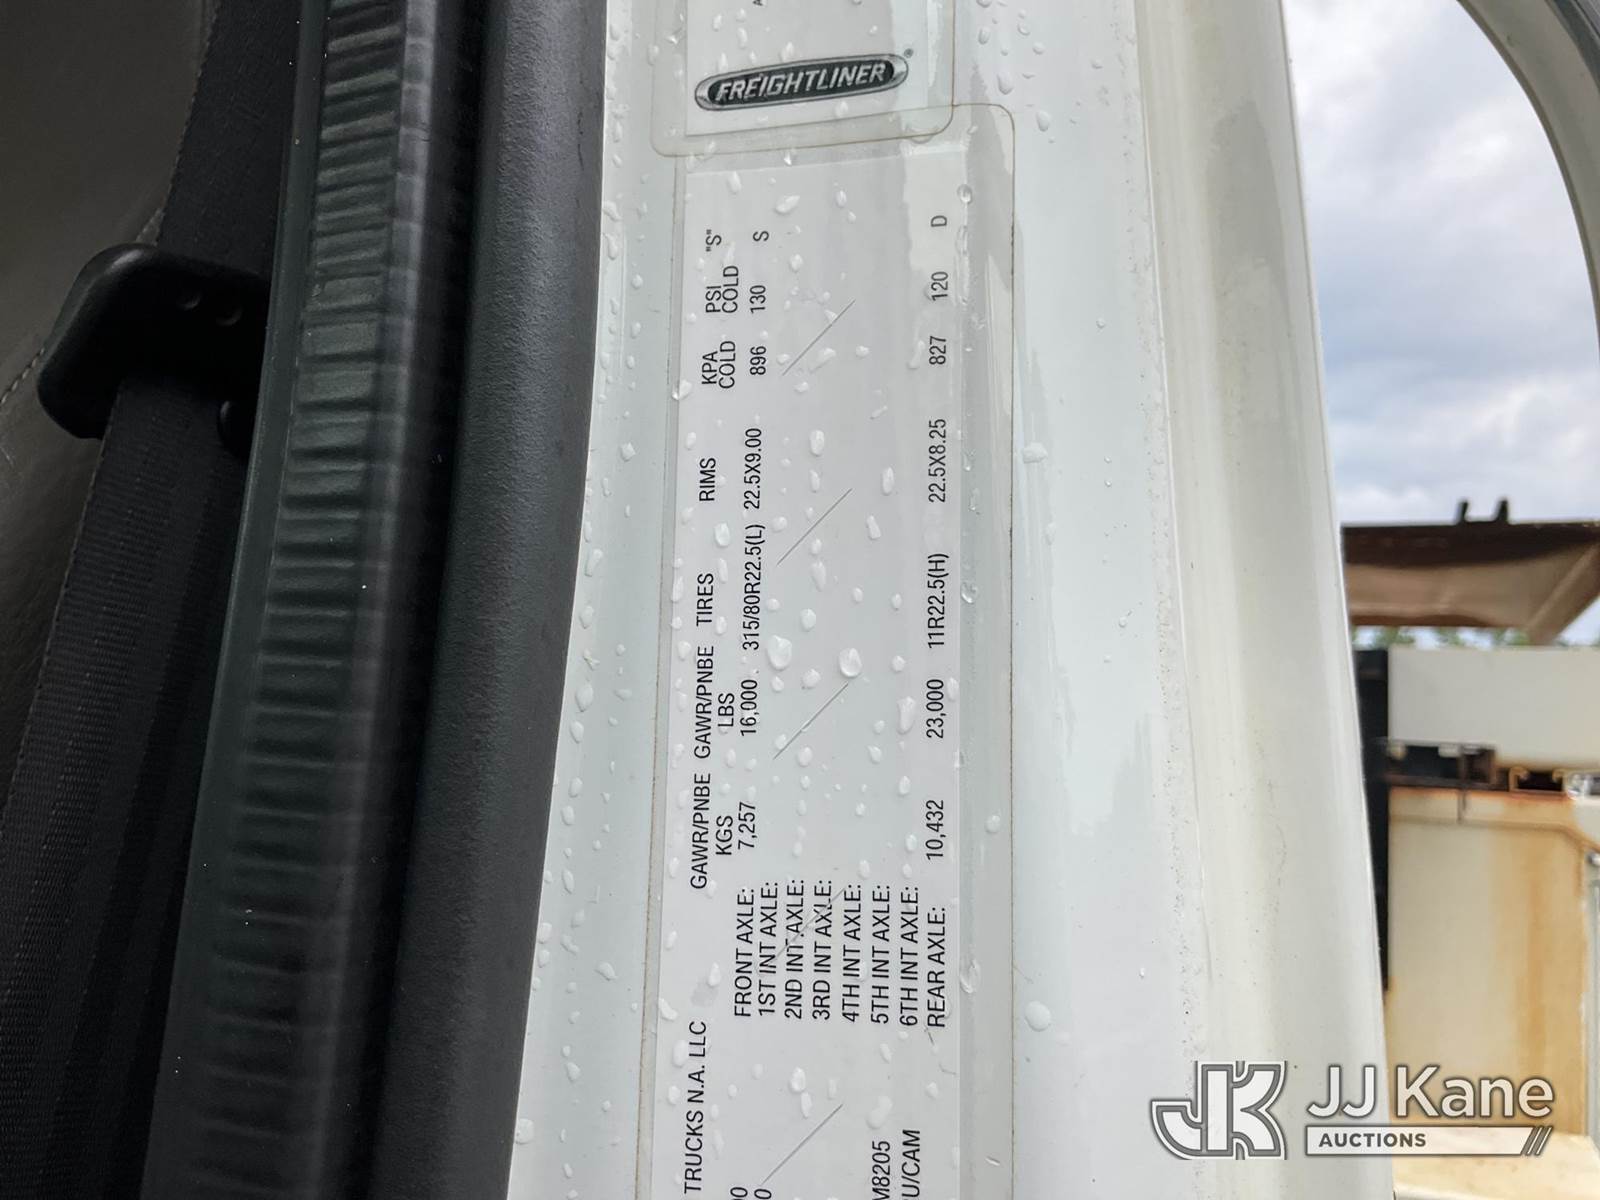 FREIGHTLINER®
TRUCKS N.A. LLC
GAWR/PNBE GAWR/PNBE TIRES RIMS KPA PSI "S"
KGS LBS COLD COLD
FRONT AXLE: 7,257 16,000 315/80R22.5(L) 22.5X9.00 896 130 S
1ST INT AXLE:
2ND INT AXLE:
3RD INT AXLE:
4TH INT AXLE:
5TH INT AXLE:
6TH INT AXLE:
REAR AXLE: 10,432 23,000 11R22.5(H) 22.5X8.25 827 120 D
M8205
U/CAM
JK JJ Kane
AUCTIONS